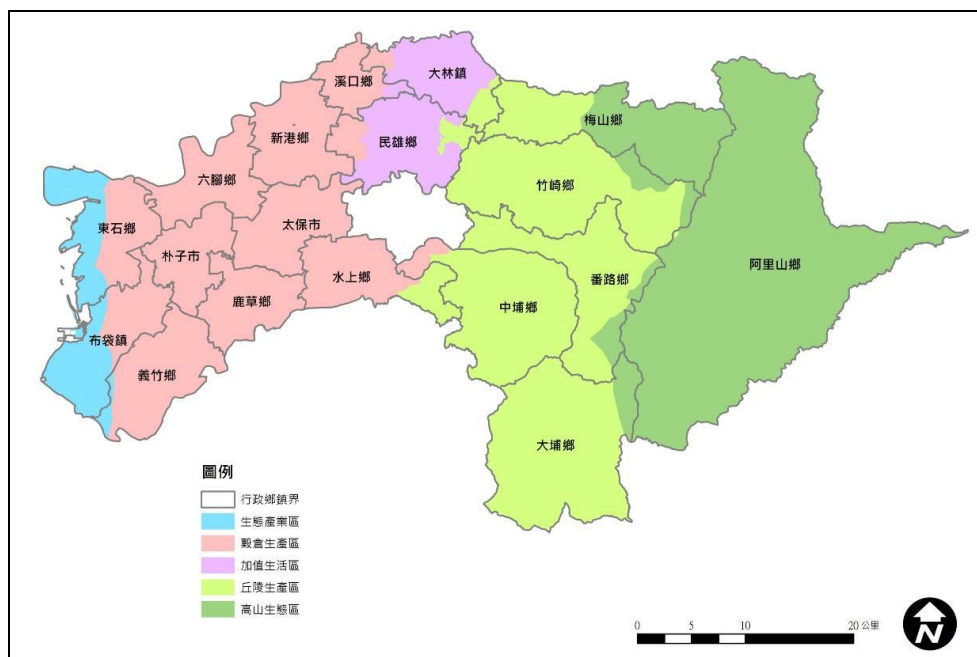 溪口鄉
大林鎮
梅山鄉
新港鄉
民雄鄉
六腳鄉
竹崎鄉
東石鄉
太保市
朴子市
水上鄉
番路鄉
阿里山鄉
鹿草鄉
中埔鄉
布袋鎮
義竹鄉
大埔鄉
圖例
行政鄉鎮界
生態產業區
穀倉生產區
加值生活區
丘陵生產區
高山生態區
0 5 10 20 公里
N